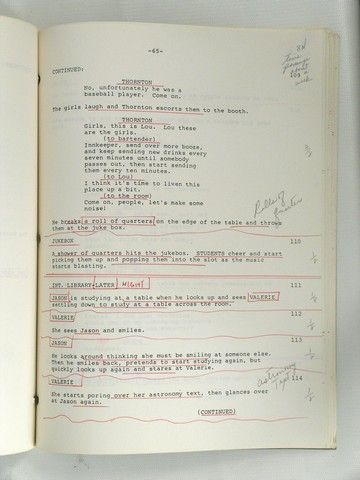 -65-
CONTINUED:
THORNTON
No, unfortunately he was a
baseball player.  Come on.
The girls laugh and Thornton escorts them to the booth.
THORNTON
Girls, this is Lou.  Lou these
are the girls.
(to bartender)
Innkeeper, send over more booze,
and keep sending new drinks every
seven minutes until somebody
passes out, then start sending
them every ten minutes.
(to Lou)
I think it's time to liven this
place up a bit.
(to the room)
Come on, people, let's make some
noise!
Rolls of
Quarters
He breaks a roll of quarters on the edge of the table and throws
them at the juke box.
JUKEBOX 110
A shower of quarters hits the jukebox.  STUDENTS cheer and start
picking them up and popping them into the slot as the music
starts blasting.
INT. LIBRARY LATER NIGHT 111
JASON is studying at a table when he looks up and sees VALERIE
settling down to study at a table across the room.
VALERIE 112
She sees Jason and smiles.
JASON 113
He looks around thinking she must be smiling at someone else.
Then he smiles back, pretends to start studying again, but
quickly looks up again and stares at Valerie.
astronomy
text
VALERIE 114
She starts poring over her astronomy text, then glances over
at Jason again.
(CONTINUED)